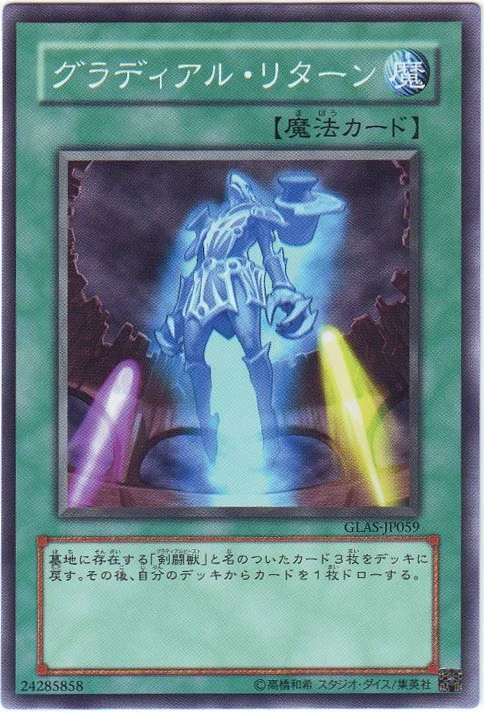 グラディアル・リターン 魔
【魔法カード】
GLAS-JP059
墓地に存在する「剣闘獣」と名のついたカード３枚をデッキに
戻す。その後、自分のデッキからカードを１枚ドローする。
24285858 ©高橋和希 スタジオ・ダイス/集英社